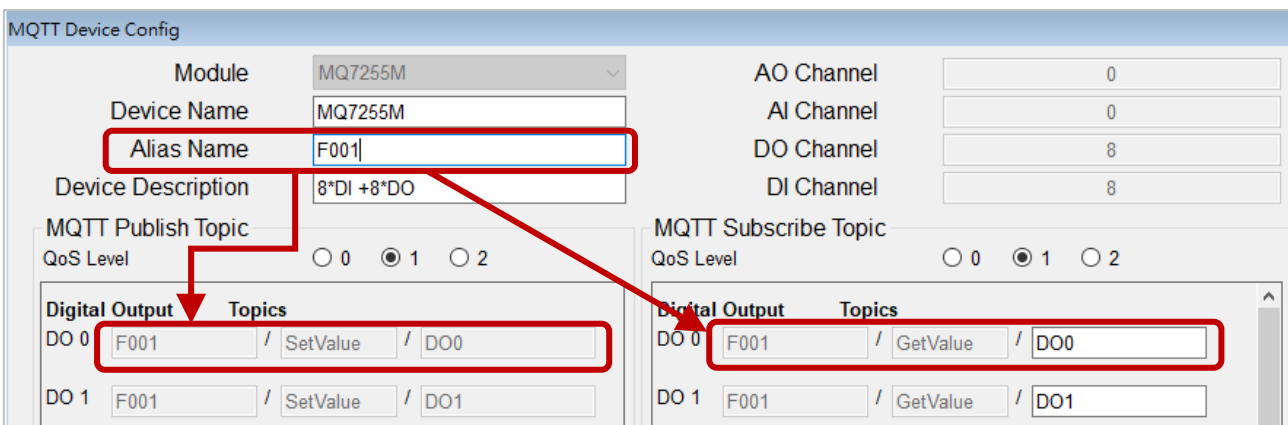 MQTT Device Config
Module MQ7255M AO Channel 0
Device Name MQ7255M AI Channel 0
Alias Name F001 DO Channel 8
Device Description 8*DI +8*DO DI Channel 8
MQTT Publish Topic MQTT Subscribe Topic
QoS Level 0 1 2 QoS Level 0 1 2
Digital Output Topics Digital Output Topics
DO 0 F001 / SetValue / DO0 DO 0 F001 / GetValue / DO0
DO 1 F001 / SetValue / DO1 DO 1 F001 / GetValue / DO1